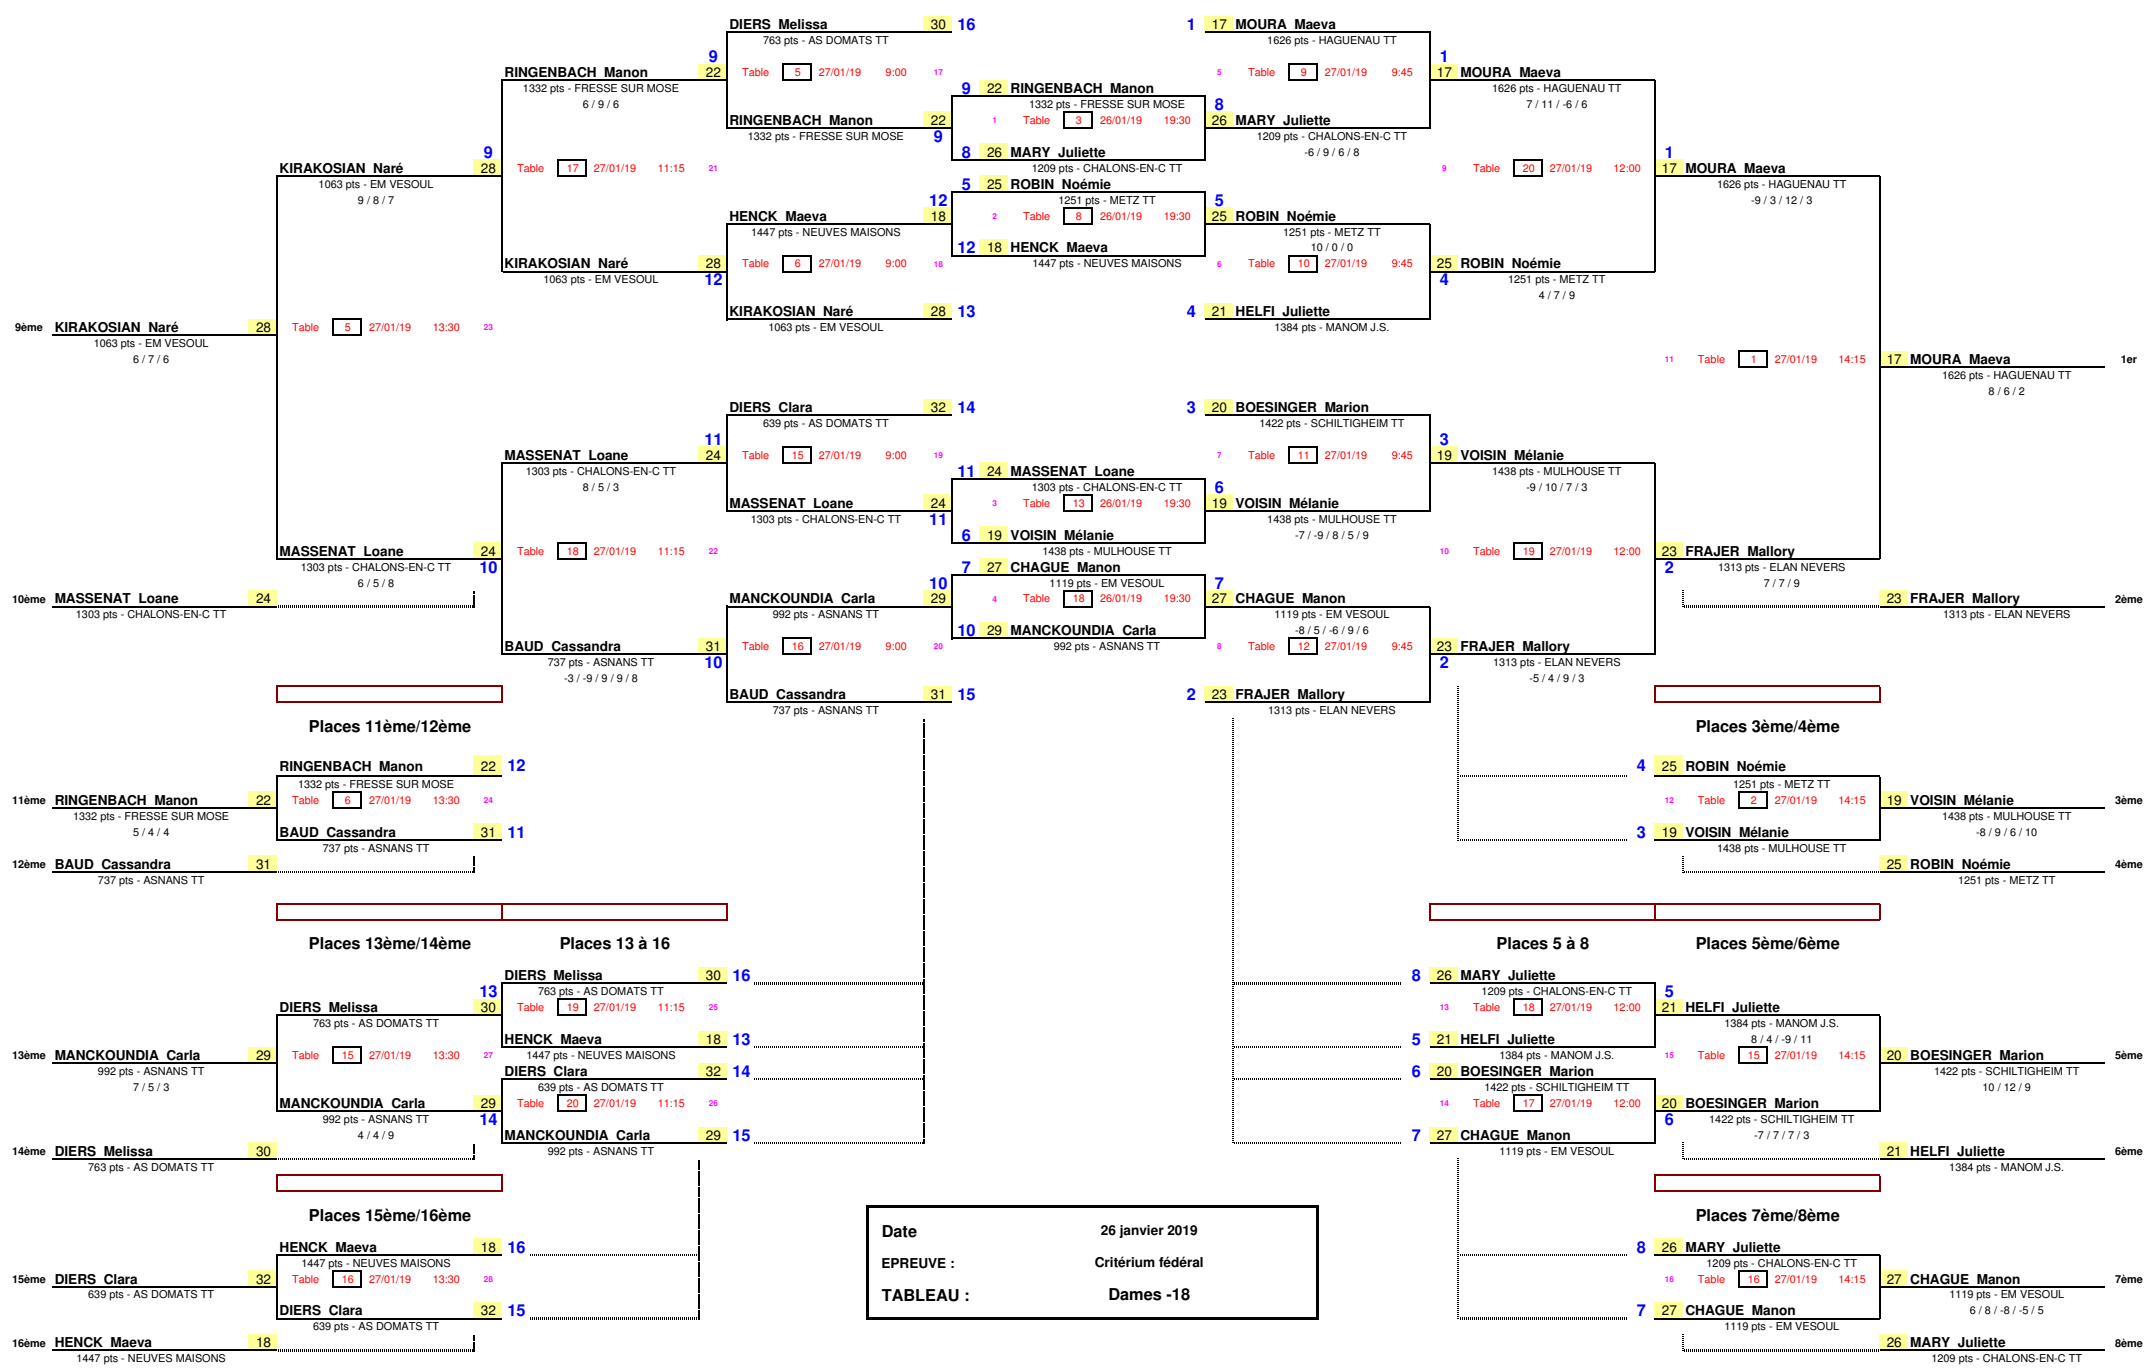 DIERS Melissa 30 16
763 pts - AS DOMATS TT
1 17 MOURA Maeva
1626 pts - HAGUENAU TT
9
RINGENBACH Manon 22
1332 pts - FRESSE SUR MOSE
6 / 9 / 6
Table 5 27/01/19 9:00 17
5 Table 9 27/01/19 9:45
1
17 MOURA Maeva
1626 pts - HAGUENAU TT
7 / 11 / -6 / 6
9 22 RINGENBACH Manon
1332 pts - FRESSE SUR MOSE
RINGENBACH Manon 22
1332 pts - FRESSE SUR MOSE
9
1 Table 3 26/01/19 19:30
8
26 MARY Juliette
1209 pts - CHALONS-EN-C TT
-6 / 9 / 6 / 8
8 26 MARY Juliette
1209 pts - CHALONS-EN-C TT
9
KIRAKOSIAN Naré 28
1063 pts - EM VESOUL
9 / 8 / 7
Table 17 27/01/19 11:15 21
9 Table 20 27/01/19 12:00
1
17 MOURA Maeva
1626 pts - HAGUENAU TT
-9 / 3 / 12 / 3
5 25 ROBIN Noémie
1251 pts - METZ TT
12
HENCK Maeva 18
1447 pts - NEUVES MAISONS
2 Table 8 26/01/19 19:30
5
25 ROBIN Noémie
1251 pts - METZ TT
10 / 0 / 0
12 18 HENCK Maeva
1447 pts - NEUVES MAISONS
KIRAKOSIAN Naré 28
1063 pts - EM VESOUL
12
Table 6 27/01/19 9:00 18
6 Table 10 27/01/19 9:45
25 ROBIN Noémie
4
1251 pts - METZ TT
4 / 7 / 9
KIRAKOSIAN Naré 28 13
1063 pts - EM VESOUL
4 21 HELFI Juliette
1384 pts - MANOM J.S.
9ème KIRAKOSIAN Naré 28
1063 pts - EM VESOUL
6 / 7 / 6
Table 5 27/01/19 13:30 23
11 Table 1 27/01/19 14:15
17 MOURA Maeva 1er
1626 pts - HAGUENAU TT
8 / 6 / 2
DIERS Clara 32 14
639 pts - AS DOMATS TT
3 20 BOESINGER Marion
1422 pts - SCHILTIGHEIM TT
11
MASSENAT Loane 24
1303 pts - CHALONS-EN-C TT
8 / 5 / 3
Table 15 27/01/19 9:00 19
7 Table 11 27/01/19 9:45
3
19 VOISIN Mélanie
1438 pts - MULHOUSE TT
-9 / 10 / 7 / 3
11 24 MASSENAT Loane
1303 pts - CHALONS-EN-C TT
MASSENAT Loane 24
1303 pts - CHALONS-EN-C TT
11
3 Table 13 26/01/19 19:30
6
19 VOISIN Mélanie
1438 pts - MULHOUSE TT
-7 / -9 / 8 / 5 / 9
6 19 VOISIN Mélanie
1438 pts - MULHOUSE TT
MASSENAT Loane 24
1303 pts - CHALONS-EN-C TT
10
6 / 5 / 8
Table 18 27/01/19 11:15 22
10 Table 19 27/01/19 12:00
23 FRAJER Mallory
2
1313 pts - ELAN NEVERS
7 / 7 / 9
7 27 CHAGUE Manon
1119 pts - EM VESOUL
10ème MASSENAT Loane 24
1303 pts - CHALONS-EN-C TT
10
MANCKOUNDIA Carla 29
992 pts - ASNANS TT
4 Table 18 26/01/19 19:30
7
27 CHAGUE Manon
1119 pts - EM VESOUL
-8 / 5 / -6 / 9 / 6
23 FRAJER Mallory 2ème
1313 pts - ELAN NEVERS
10 29 MANCKOUNDIA Carla
992 pts - ASNANS TT
BAUD Cassandra 31
737 pts - ASNANS TT
10
-3 / -9 / 9 / 9 / 8
Table 16 27/01/19 9:00 20
8 Table 12 27/01/19 9:45
23 FRAJER Mallory
2
1313 pts - ELAN NEVERS
-5 / 4 / 9 / 3
BAUD Cassandra 31 15
737 pts - ASNANS TT
2 23 FRAJER Mallory
1313 pts - ELAN NEVERS
Places 11ème/12ème
Places 3ème/4ème
RINGENBACH Manon 22 12
1332 pts - FRESSE SUR MOSE
4 25 ROBIN Noémie
1251 pts - METZ TT
11ème RINGENBACH Manon 22
1332 pts - FRESSE SUR MOSE
5 / 4 / 4
Table 6 27/01/19 13:30 24
12 Table 2 27/01/19 14:15
19 VOISIN Mélanie 3ème
1438 pts - MULHOUSE TT
-8 / 9 / 6 / 10
BAUD Cassandra 31 11
737 pts - ASNANS TT
3 19 VOISIN Mélanie
1438 pts - MULHOUSE TT
12ème BAUD Cassandra 31
737 pts - ASNANS TT
25 ROBIN Noémie 4ème
1251 pts - METZ TT
Places 13ème/14ème
Places 13 à 16
Places 5 à 8
Places 5ème/6ème
DIERS Melissa 30 16
763 pts - AS DOMATS TT
8 26 MARY Juliette
1209 pts - CHALONS-EN-C TT
13
DIERS Melissa 30
763 pts - AS DOMATS TT
Table 19 27/01/19 11:15 25
13 Table 18 27/01/19 12:00
5
21 HELFI Juliette
1384 pts - MANOM J.S.
8 / 4 / -9 / 11
HENCK Maeva 18 13
1447 pts - NEUVES MAISONS
5 21 HELFI Juliette
1384 pts - MANOM J.S.
13ème MANCKOUNDIA Carla 29
992 pts - ASNANS TT
7 / 5 / 3
Table 15 27/01/19 13:30 27
15 Table 15 27/01/19 14:15
20 BOESINGER Marion 5ème
1422 pts - SCHILTIGHEIM TT
10 / 12 / 9
DIERS Clara 32 14
639 pts - AS DOMATS TT
6 20 BOESINGER Marion
1422 pts - SCHILTIGHEIM TT
MANCKOUNDIA Carla 29
992 pts - ASNANS TT
14
4 / 4 / 9
Table 20 27/01/19 11:15 26
14 Table 17 27/01/19 12:00
20 BOESINGER Marion
6
1422 pts - SCHILTIGHEIM TT
-7 / 7 / 7 / 3
MANCKOUNDIA Carla 29 15
992 pts - ASNANS TT
7 27 CHAGUE Manon
1119 pts - EM VESOUL
14ème DIERS Melissa 30
763 pts - AS DOMATS TT
21 HELFI Juliette 6ème
1384 pts - MANOM J.S.
Places 15ème/16ème
Places 7ème/8ème
Date 26 janvier 2019
EPREUVE : Critérium fédéral
TABLEAU : Dames -18
HENCK Maeva 18 16
1447 pts - NEUVES MAISONS
8 26 MARY Juliette
1209 pts - CHALONS-EN-C TT
15ème DIERS Clara 32
639 pts - AS DOMATS TT
Table 16 27/01/19 13:30 28
16 Table 16 27/01/19 14:15
27 CHAGUE Manon 7ème
1119 pts - EM VESOUL
6 / 8 / -8 / -5 / 5
DIERS Clara 32 15
639 pts - AS DOMATS TT
7 27 CHAGUE Manon
1119 pts - EM VESOUL
16ème HENCK Maeva 18
1447 pts - NEUVES MAISONS
26 MARY Juliette 8ème
1209 pts - CHALONS-EN-C TT